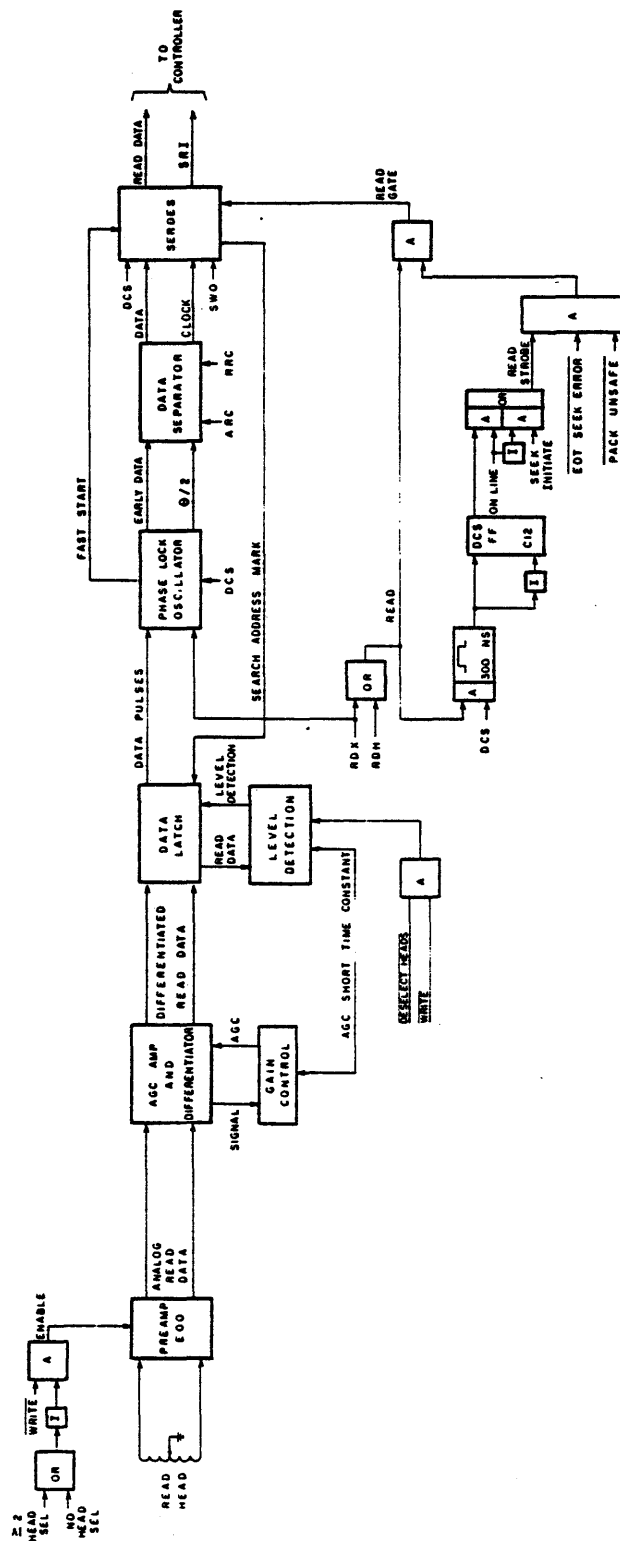 ≥ 2
HEAD
SEL
NO
HEAD
SEL
OR
I
WRITE
A
ENABLE
READ
HEAD
PREAMP
E00
ANALOG
READ
DATA
AGC AMP
AND
DIFFERENTIATOR
SIGNAL
AGC
GAIN
CONTROL
DIFFERENTIATED
READ DATA
DATA
LATCH
READ
DATA
LEVEL
DETECTION
LEVEL
DETECTION
AGC SHORT TIME CONSTANT
DESELECT HEADS
WRITE
A
DATA PULSES
SEARCH ADDRESS MARK
PHASE LOCK
OSCILLATOR
DCS
FAST START
EARLY DATA
Θ/2
DATA
SEPARATOR
ARC
RRC
DCS
DATA
CLOCK
SWO
SERDES
READ DATA
SRI
TO
CONTROLLER
RDX
RDH
OR
READ
A
READ
GATE
DCS
A
300 NS
I
DCS
FF
C12
ON LINE
I
SEEK
INITIATE
A
A
OR
READ
STROBE
EOT SEEK ERROR
PACK UNSAFE
A